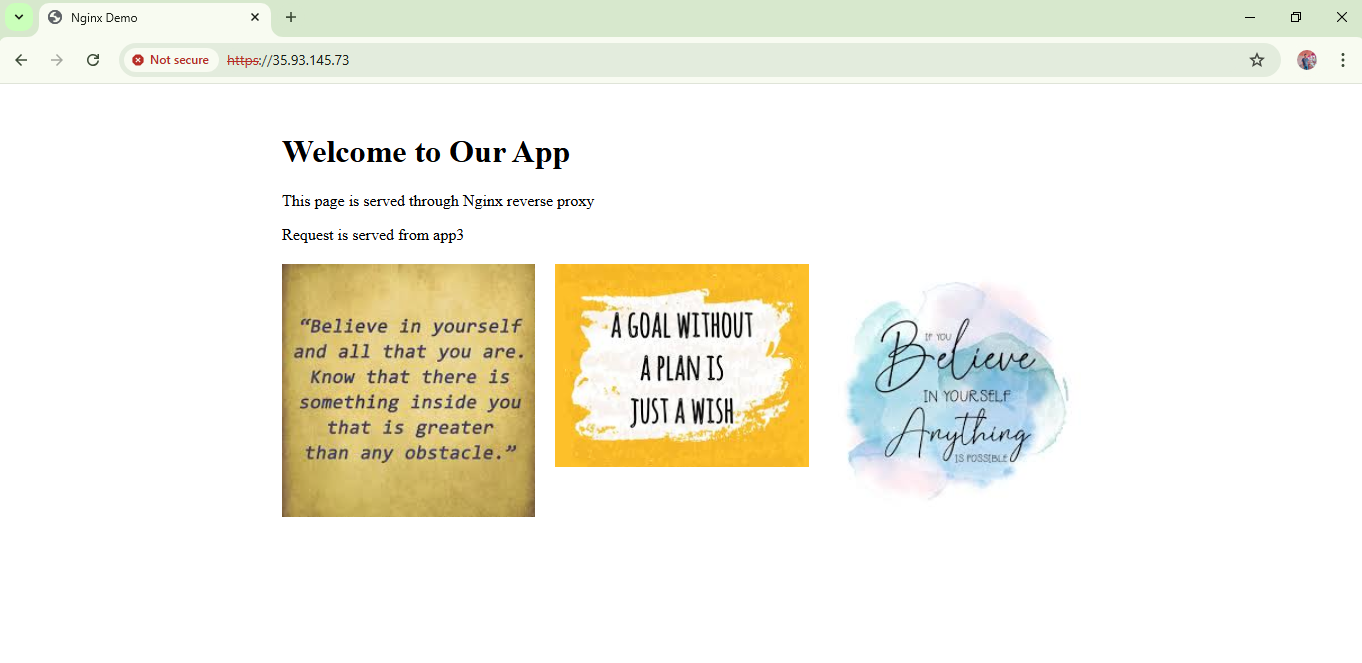 Nginx Demo
Not secure
https://35.93.145.73
Welcome to Our App
This page is served through Nginx reverse proxy
Request is served from app3
“Believe in yourself
and all that you are.
Know that there is
something inside you
that is greater
than any obstacle.”
A GOAL WITHOUT
A PLAN IS
JUST A WISH
IF YOU
Believe
IN YOURSELF
Anything
IS POSSIBLE